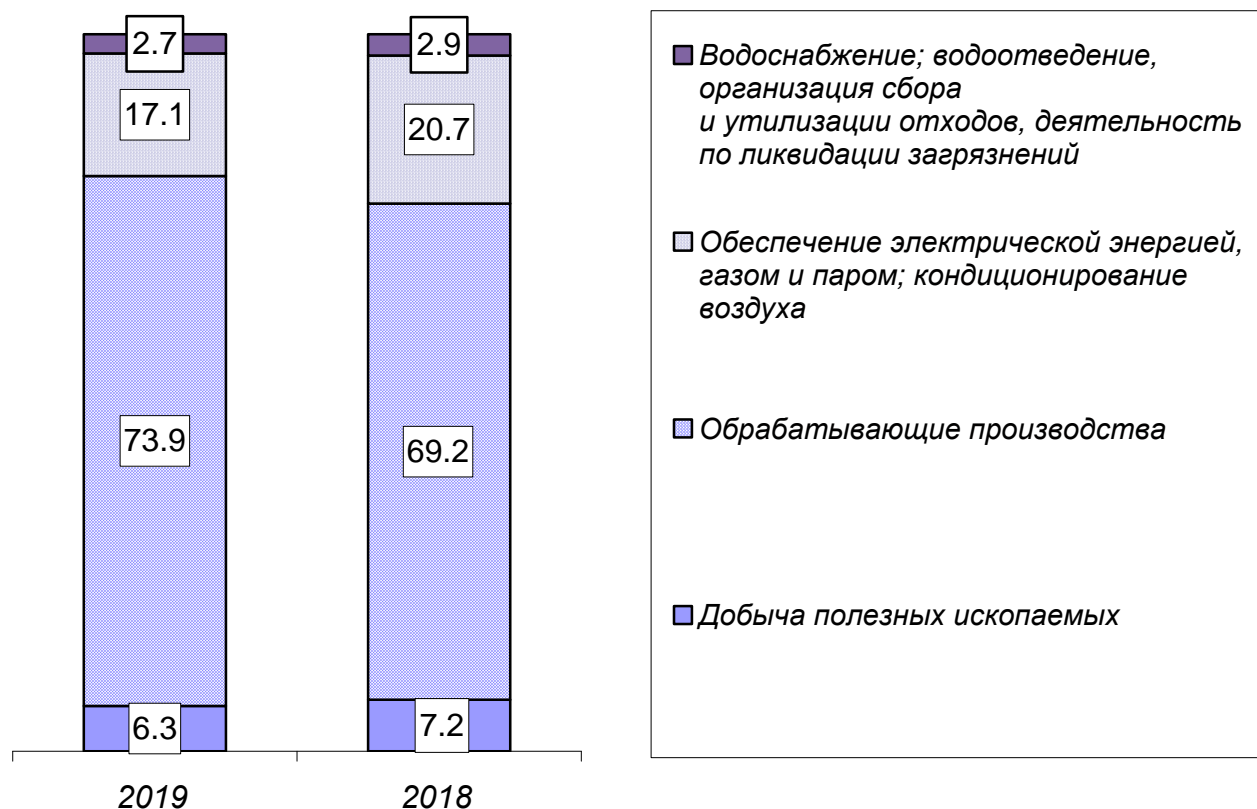 2.7
17.1
73.9
6.3
2019
2.9
20.7
69.2
7.2
2018
Водоснабжение; водоотведение,
организация сбора
и утилизации отходов, деятельность
по ликвидации загрязнений
Обеспечение электрической энергией,
газом и паром; кондиционирование
воздуха
Обрабатывающие производства
Добыча полезных ископаемых